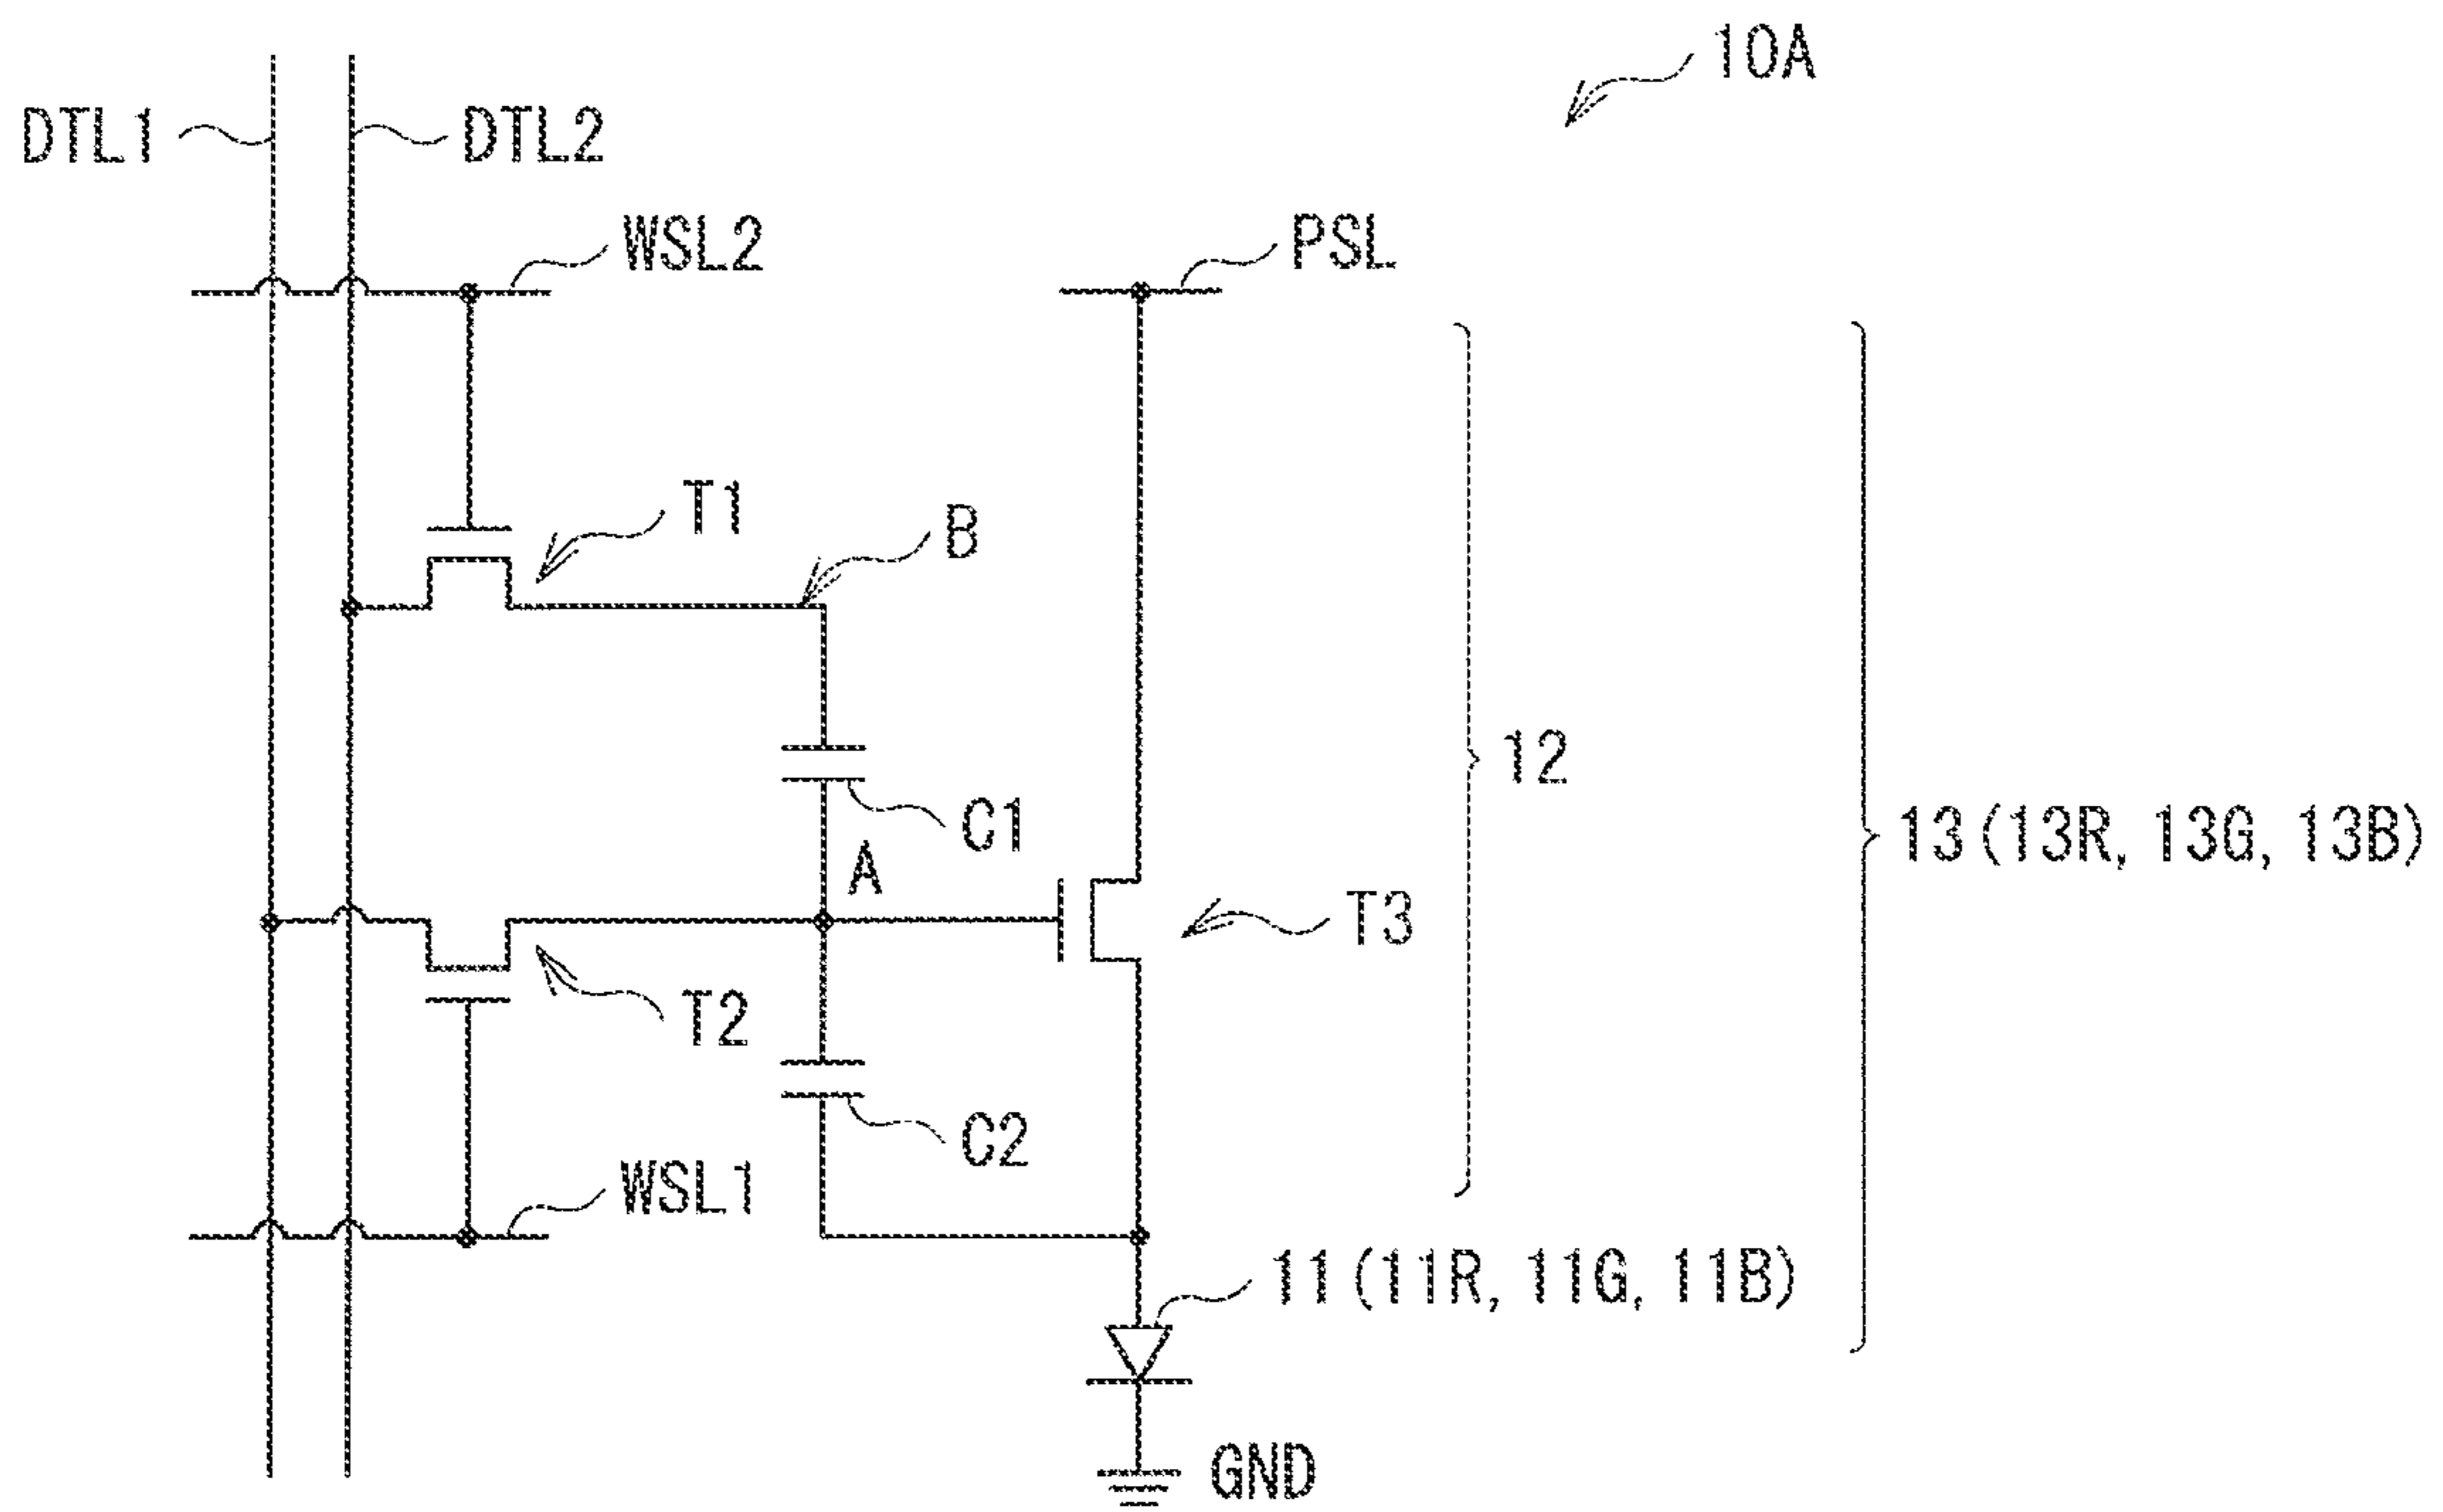 10A
DTL1
DTL2
WSL2
PSL
T1
B
12
C1
13 (13R, 13G, 13B)
A
T3
T2
C2
WSL1
11 (11R, 11G, 11B)
GND